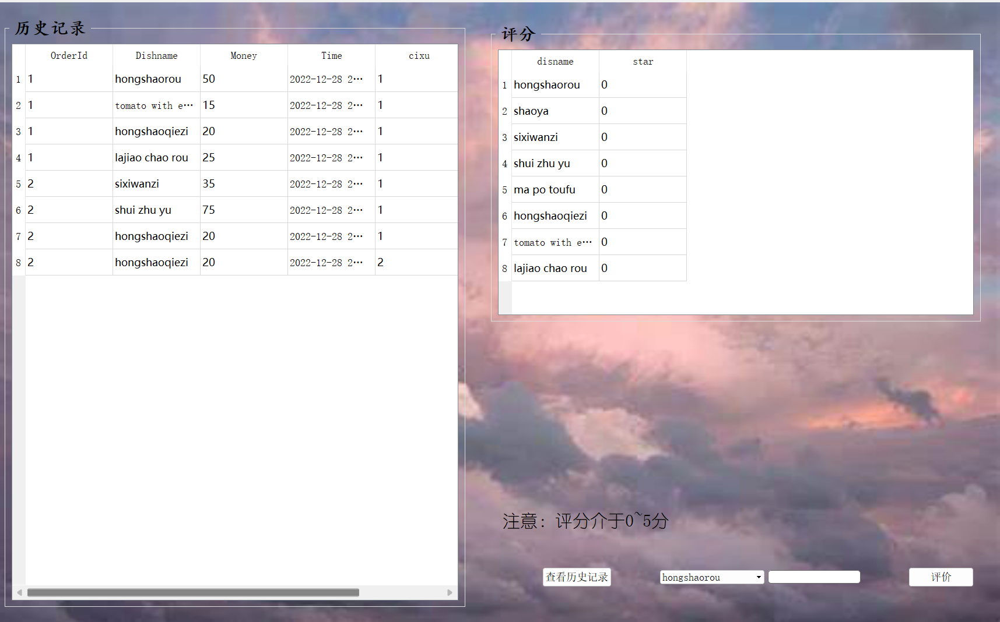 历史记录
OrderId Dishname Money Time cixu
1 1 hongshaorou 50 2022-12-28 2… 1
2 1 tomato with e… 15 2022-12-28 2… 1
3 1 hongshaoqiezi 20 2022-12-28 2… 1
4 1 lajiao chao rou 25 2022-12-28 2… 1
5 2 sixiwanzi 35 2022-12-28 2… 1
6 2 shui zhu yu 75 2022-12-28 2… 1
7 2 hongshaoqiezi 20 2022-12-28 2… 1
8 2 hongshaoqiezi 20 2022-12-28 2… 2
评分
disname star
1 hongshaorou 0
2 shaoya 0
3 sixiwanzi 0
4 shui zhu yu 0
5 ma po toufu 0
6 hongshaoqiezi 0
7 tomato with e… 0
8 lajiao chao rou 0
注意: 评分介于0~5分
查看历史记录 hongshaorou 评价